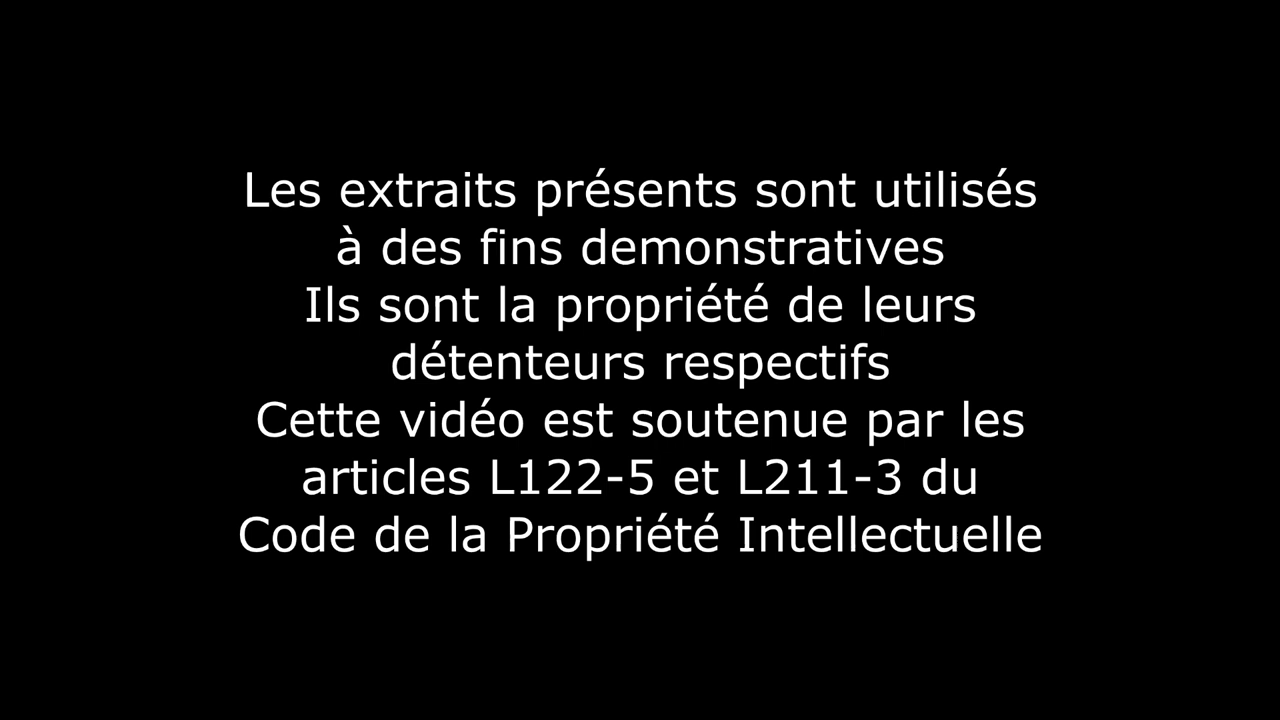 Les extraits présents sont utilisés
à des fins demonstratives
Ils sont la propriété de leurs
détenteurs respectifs
Cette vidéo est soutenue par les
articles L122-5 et L211-3 du
Code de la Propriété Intellectuelle